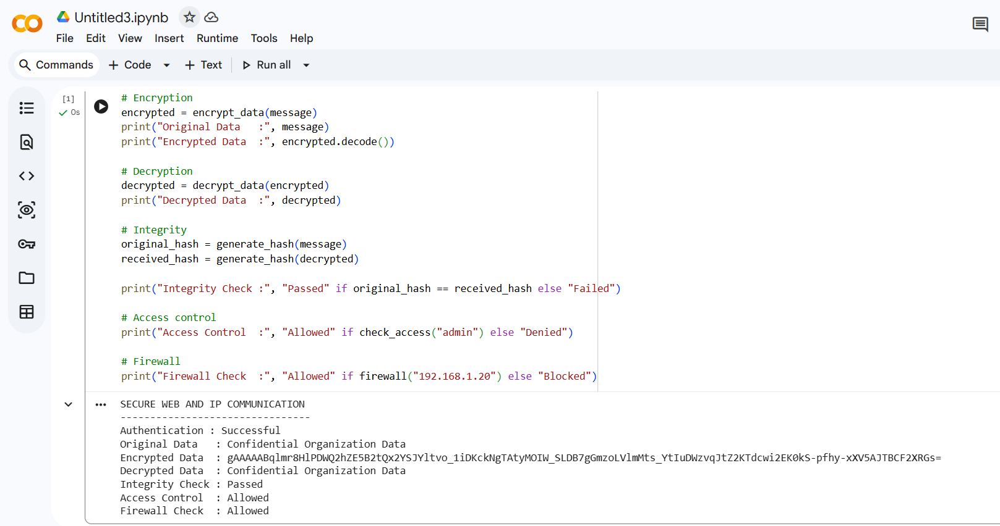 Untitled3.ipynb
File Edit View Insert Runtime Tools Help
Commands + Code + Text Run all
[1]
0s
# Encryption
encrypted = encrypt_data(message)
print("Original Data   :", message)
print("Encrypted Data  :", encrypted.decode())
# Decryption
decrypted = decrypt_data(encrypted)
print("Decrypted Data  :", decrypted)
# Integrity
original_hash = generate_hash(message)
received_hash = generate_hash(decrypted)
print("Integrity Check :", "Passed" if original_hash == received_hash else "Failed")
# Access control
print("Access Control  :", "Allowed" if check_access("admin") else "Denied")
# Firewall
print("Firewall Check  :", "Allowed" if firewall("192.168.1.20") else "Blocked")
SECURE WEB AND IP COMMUNICATION
--------------------------------
Authentication : Successful
Original Data   : Confidential Organization Data
Encrypted Data  : gAAAAABqlmr8HlPDWQ2hZE5B2tQx2YSJYltvo_1iDKckNgTAtyMOIW_SLDB7gGmzoLVlmMts_YtIuDWzvqJtZ2KTdcwi2EK0kS-pfhy-xXV5AJTBCF2XRGs=
Decrypted Data  : Confidential Organization Data
Integrity Check : Passed
Access Control  : Allowed
Firewall Check  : Allowed